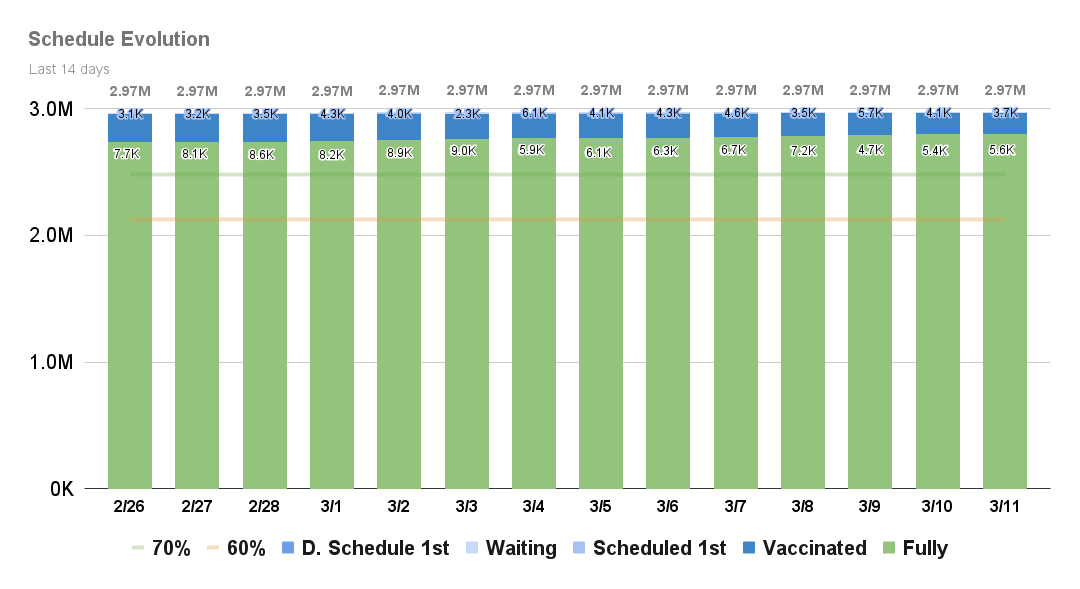 Schedule Evolution
Last 14 days
2.97M 2.97M 2.97M 2.97M 2.97M 2.97M 2.97M 2.97M 2.97M 2.97M 2.97M 2.97M 2.97M 2.97M
3.0M
3.1K 3.2K 3.5K 4.3K 4.0K 2.3K 6.1K 4.1K 4.3K 4.6K 3.5K 5.7K 4.1K 3.7K
7.7K 8.1K 8.6K 8.2K 8.9K 9.0K 5.9K 6.1K 6.3K 6.7K 7.2K 4.7K 5.4K 5.6K
2.0M
1.0M
0K
2/26 2/27 2/28 3/1 3/2 3/3 3/4 3/5 3/6 3/7 3/8 3/9 3/10 3/11
70% 60% D. Schedule 1st Waiting Scheduled 1st Vaccinated Fully